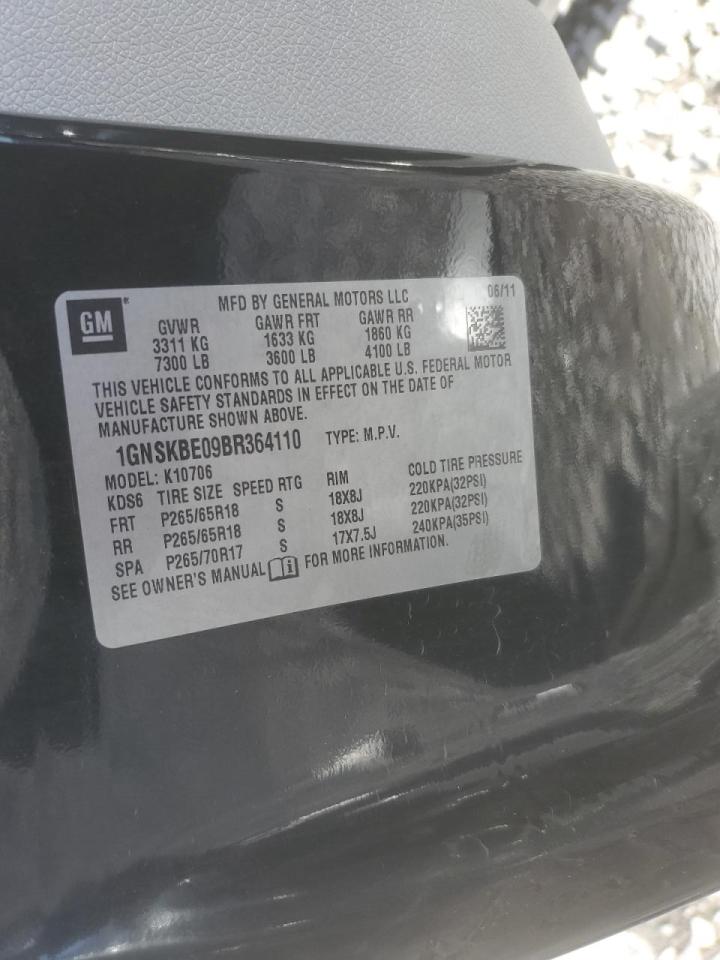 GM
MFD BY GENERAL MOTORS LLC 06/11
GVWR GAWR FRT GAWR RR
3311 KG 1633 KG 1860 KG
7300 LB 3600 LB 4100 LB
THIS VEHICLE CONFORMS TO ALL APPLICABLE U.S. FEDERAL MOTOR
VEHICLE SAFETY STANDARDS IN EFFECT ON THE DATE OF
MANUFACTURE SHOWN ABOVE.
1GNSKBE09BR364110 TYPE: M.P.V.
MODEL: K10706
KDS6 TIRE SIZE SPEED RTG RIM COLD TIRE PRESSURE
FRT P265/65R18 S 18X8J 220KPA(32PSI)
RR P265/65R18 S 18X8J 220KPA(32PSI)
SPA P265/70R17 S 17X7.5J 240KPA(35PSI)
SEE OWNER'S MANUAL i FOR MORE INFORMATION.